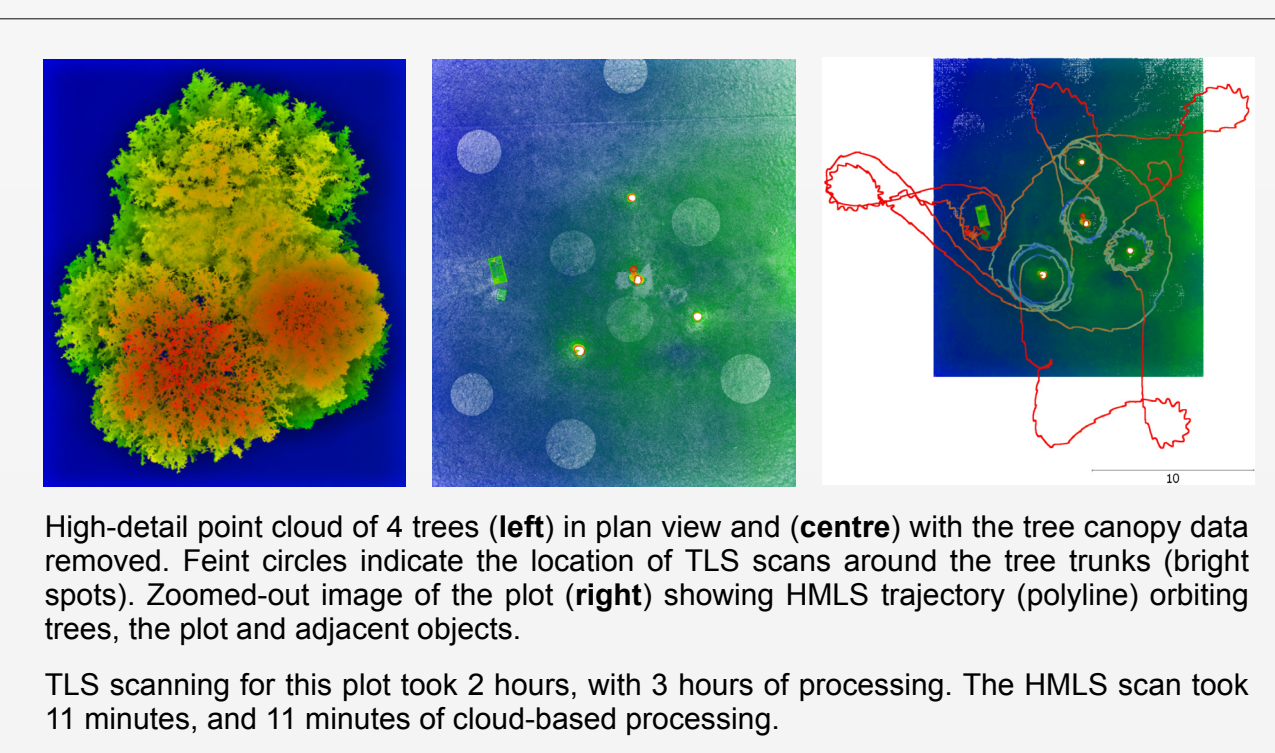 10
High-detail point cloud of 4 trees (left) in plan view and (centre) with the tree canopy data
removed. Feint circles indicate the location of TLS scans around the tree trunks (bright
spots). Zoomed-out image of the plot (right) showing HMLS trajectory (polyline) orbiting
trees, the plot and adjacent objects.
TLS scanning for this plot took 2 hours, with 3 hours of processing. The HMLS scan took
11 minutes, and 11 minutes of cloud-based processing.